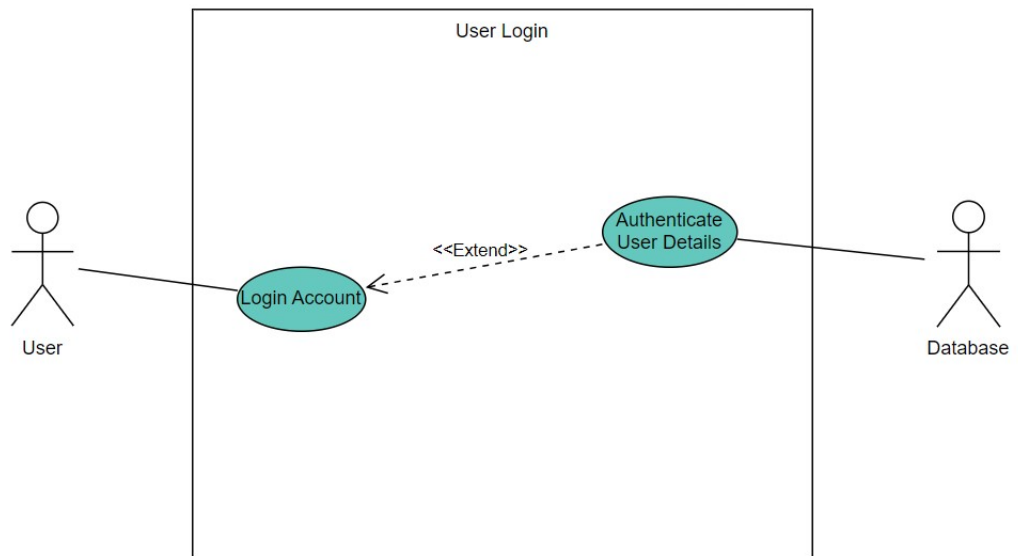 User Login
Authenticate
User Details
<<Extend>>
Login Account
User
Database